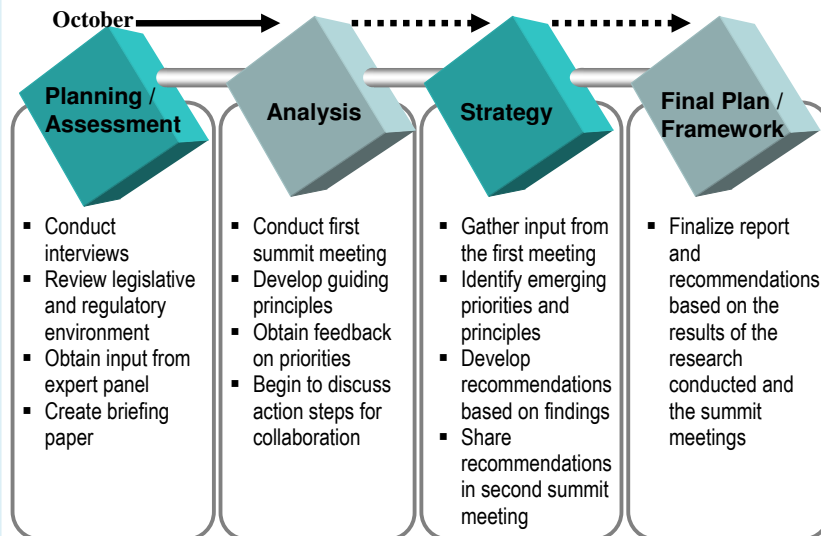 October
Planning /
Assessment
▪ Conduct
interviews
▪ Review legislative
and regulatory
environment
▪ Obtain input from
expert panel
▪ Create briefing
paper
Analysis
▪ Conduct first
summit meeting
▪ Develop guiding
principles
▪ Obtain feedback
on priorities
▪ Begin to discuss
action steps for
collaboration
Strategy
▪ Gather input from
the first meeting
▪ Identify emerging
priorities and
principles
▪ Develop
recommendations
based on findings
▪ Share
recommendations
in second summit
meeting
Final Plan /
Framework
▪ Finalize report
and
recommendations
based on the
results of the
research
conducted and
the summit
meetings